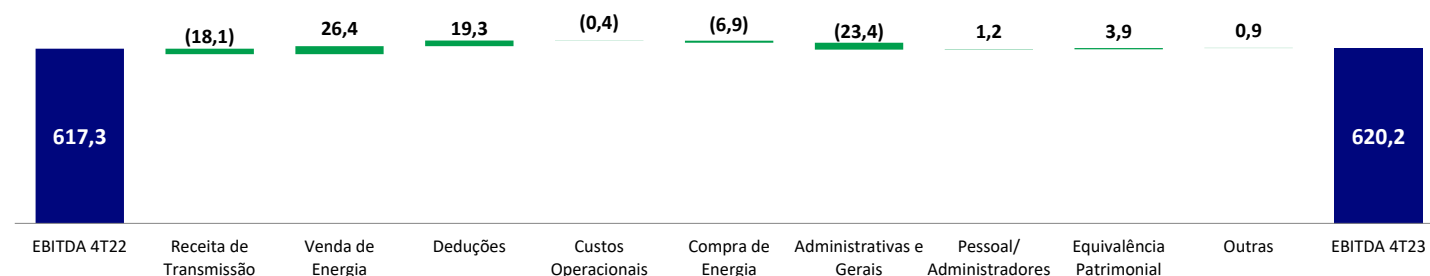 (18,1) 26,4 19,3 (0,4) (6,9) (23,4) 1,2 3,9 0,9
617,3 620,2
EBITDA 4T22 Receita de Venda de Deduções Custos Compra de Administrativas e Pessoal/ Equivalência Outras EBITDA 4T23
Transmissão Energia Operacionais Energia Gerais Administradores Patrimonial